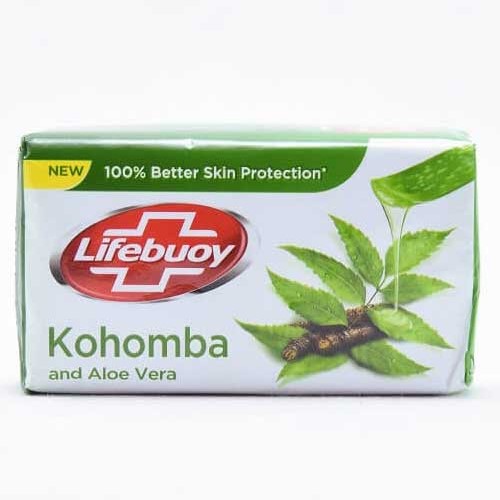 NEW
100% Better Skin Protection*
Lifebuoy
Kohomba
and Aloe Vera